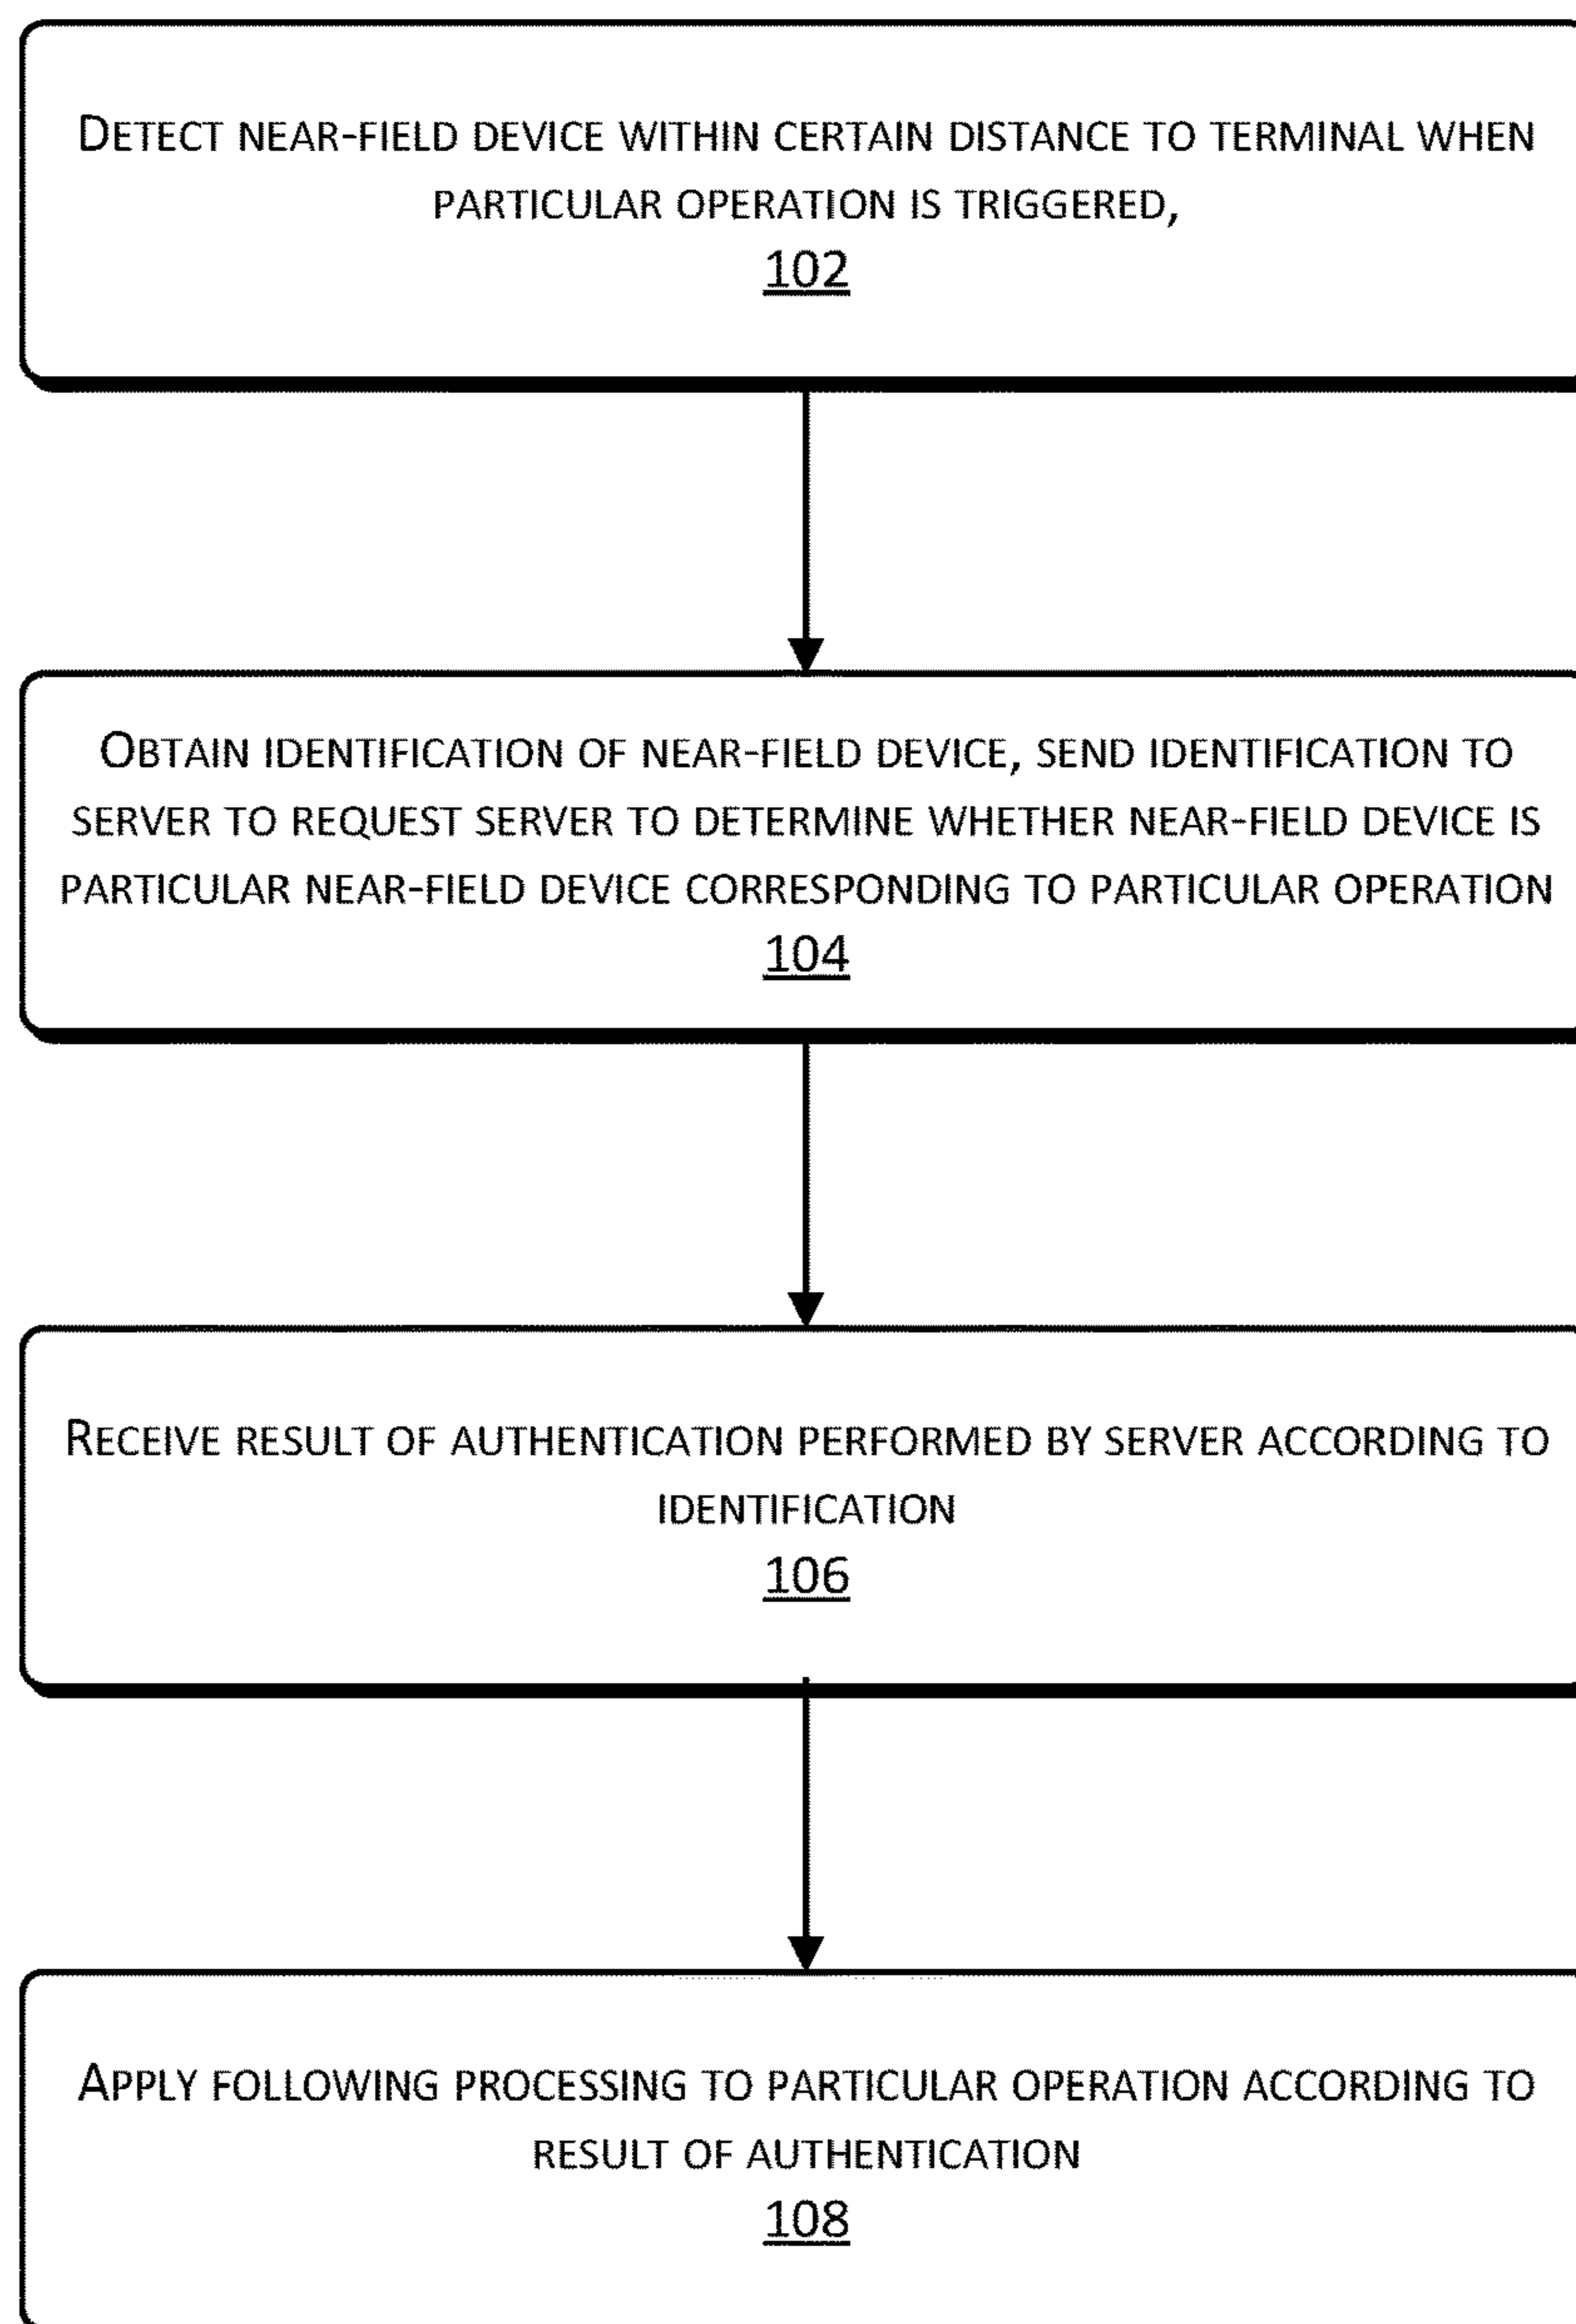 DETECT NEAR-FIELD DEVICE WITHIN CERTAIN DISTANCE TO TERMINAL WHEN
PARTICULAR OPERATION IS TRIGGERED,
102
OBTAIN IDENTIFICATION OF NEAR-FIELD DEVICE, SEND IDENTIFICATION TO
SERVER TO REQUEST SERVER TO DETERMINE WHETHER NEAR-FIELD DEVICE IS
PARTICULAR NEAR-FIELD DEVICE CORRESPONDING TO PARTICULAR OPERATION
104
RECEIVE RESULT OF AUTHENTICATION PERFORMED BY SERVER ACCORDING TO
IDENTIFICATION
106
APPLY FOLLOWING PROCESSING TO PARTICULAR OPERATION ACCORDING TO
RESULT OF AUTHENTICATION
108